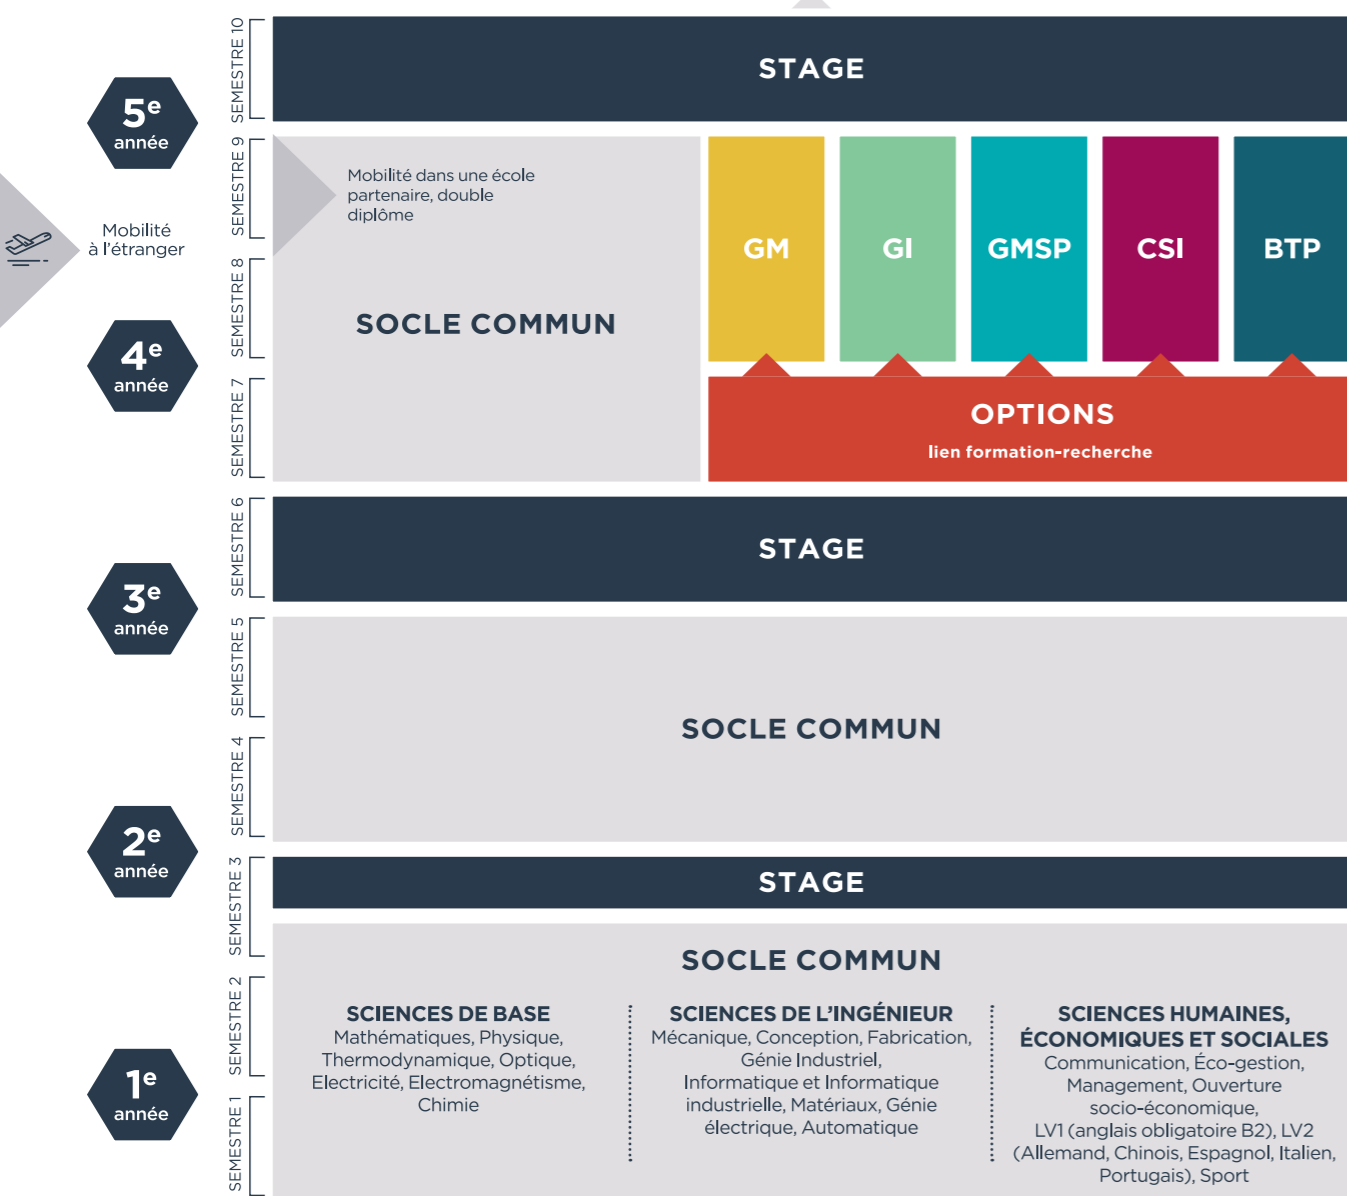 SEMESTRE 10
STAGE
5e
année
SEMESTRE 9
Mobilité dans une école
partenaire, double
diplôme
Mobilité
à l'étranger
GM
GI
GMSP
CSI
BTP
SEMESTRE 8
SOCLE COMMUN
4e
année
SEMESTRE 7
OPTIONS
lien formation-recherche
SEMESTRE 6
STAGE
3e
année
SEMESTRE 5
SOCLE COMMUN
SEMESTRE 4
2e
année
SEMESTRE 3
STAGE
SOCLE COMMUN
SEMESTRE 2
SCIENCES DE BASE
Mathématiques, Physique,
Thermodynamique, Optique,
Electricité, Electromagnétisme,
Chimie
SCIENCES DE L'INGÉNIEUR
Mécanique, Conception, Fabrication,
Génie Industriel,
Informatique et Informatique
industrielle, Matériaux, Génie
électrique, Automatique
SCIENCES HUMAINES,
ÉCONOMIQUES ET SOCIALES
Communication, Éco-gestion,
Management, Ouverture
socio-économique,
LV1 (anglais obligatoire B2), LV2
(Allemand, Chinois, Espagnol, Italien,
Portugais), Sport
1e
année
SEMESTRE 1